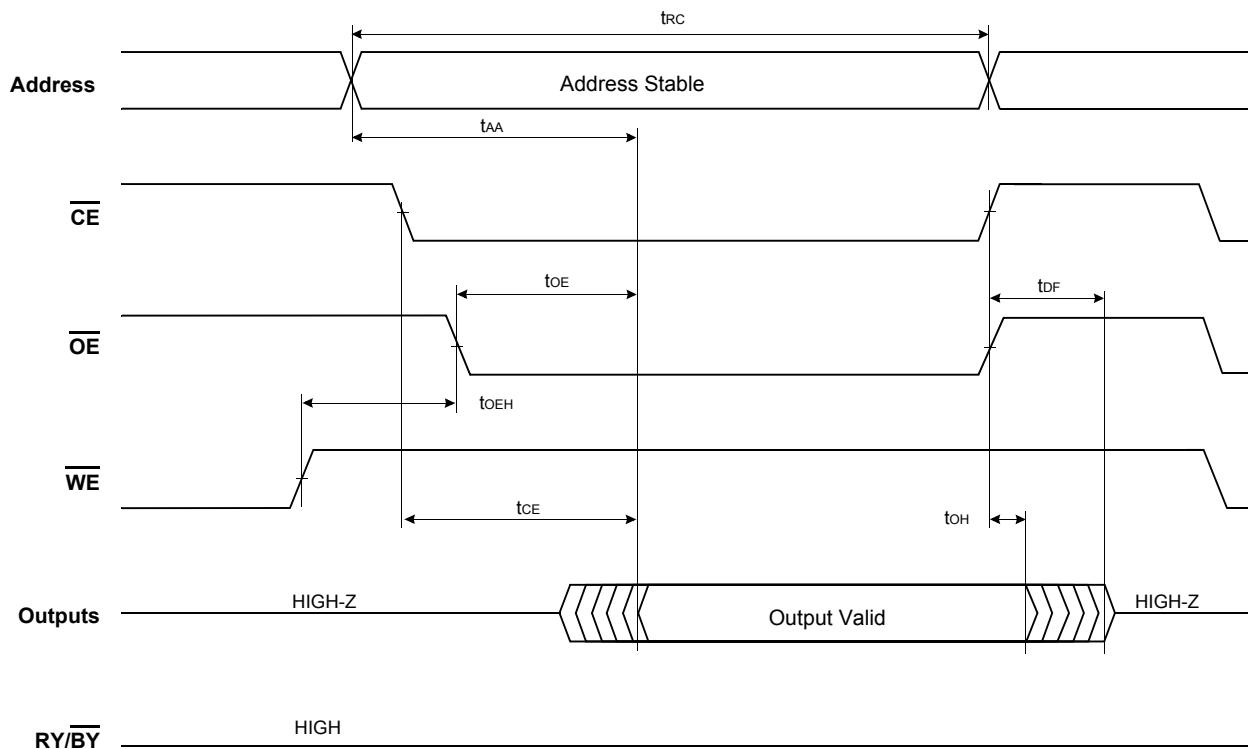 tRC
Address
Address Stable
tAA
CE
tOE
tDF
OE
tOEH
WE
tCE
tOH
Outputs
HIGH-Z
Output Valid
HIGH-Z
RY/BY
HIGH